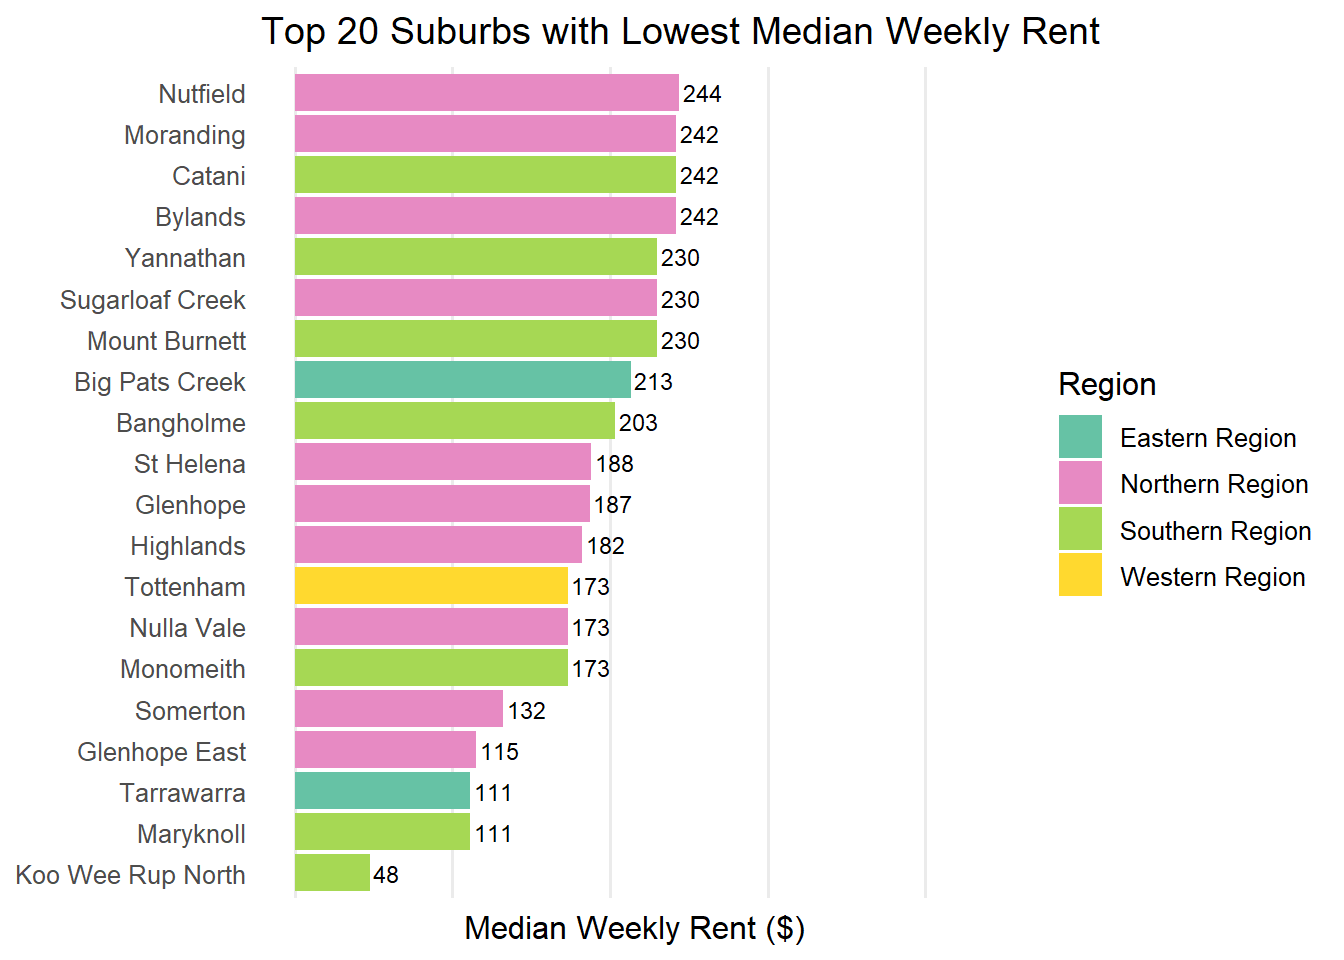 Top 20 Suburbs with Lowest Median Weekly Rent
Nutfield 244
Moranding 242
Catani 242
Bylands 242
Yannathan 230
Sugarloaf Creek 230
Mount Burnett 230
Big Pats Creek 213
Bangholme 203
St Helena 188
Glenhope 187
Highlands 182
Tottenham 173
Nulla Vale 173
Monomeith 173
Somerton 132
Glenhope East 115
Tarrawarra 111
Maryknoll 111
Koo Wee Rup North 48
Median Weekly Rent ($)
Region
Eastern Region
Northern Region
Southern Region
Western Region